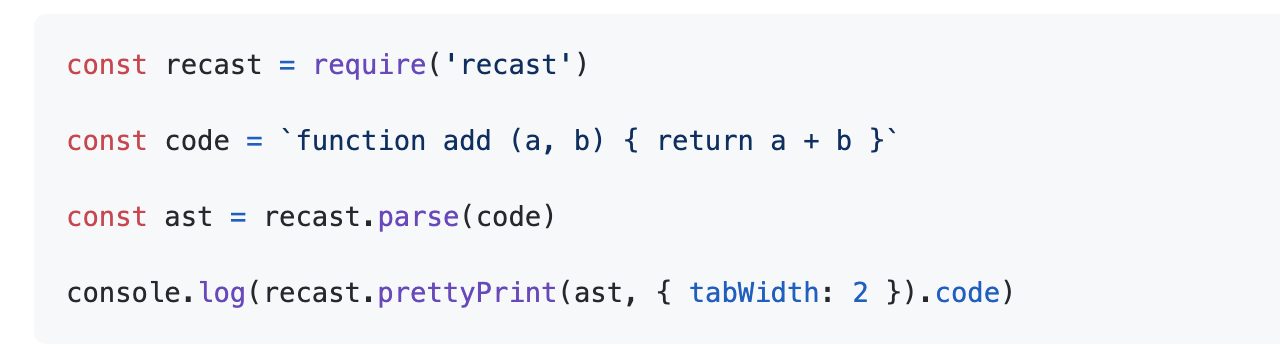 const recast = require('recast')
const code = `function add (a, b) { return a + b }`
const ast = recast.parse(code)
console.log(recast.prettyPrint(ast, { tabWidth: 2 }).code)